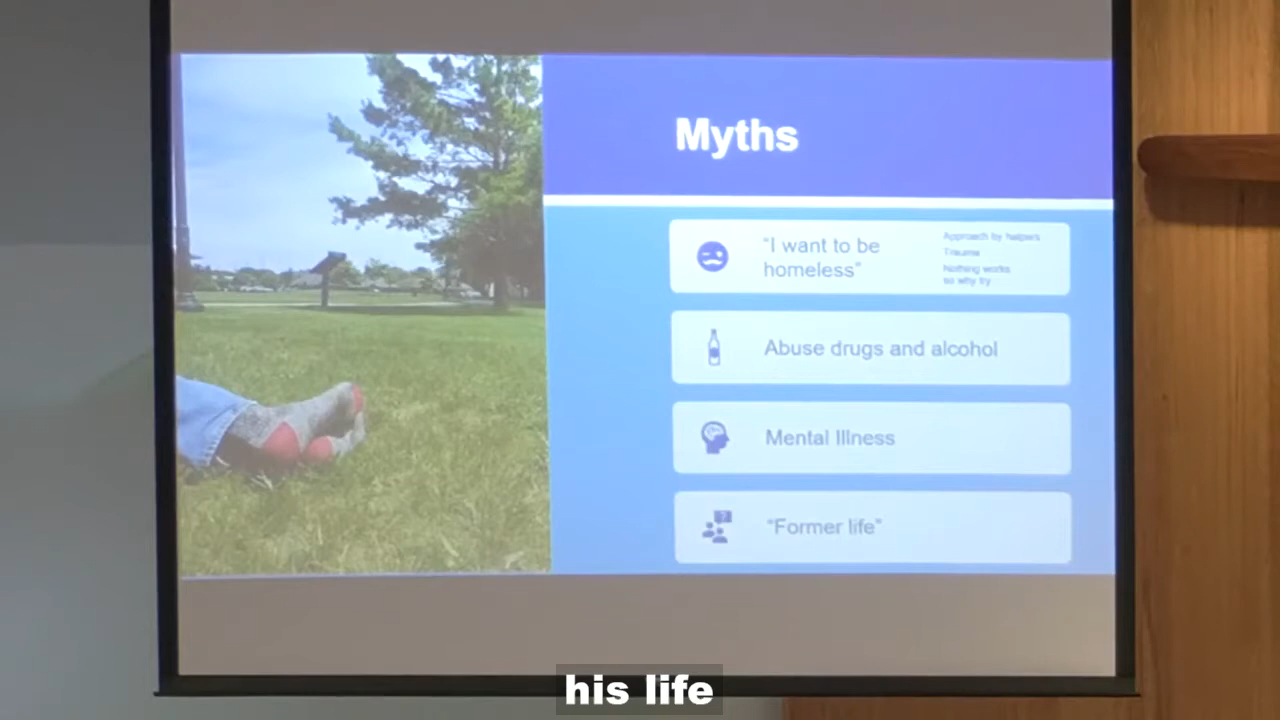 Myths
“I want to be
homeless”
Approach by helpers
Trauma
Nothing works
so why try
Abuse drugs and alcohol
Mental Illness
“Former life”
?
his life